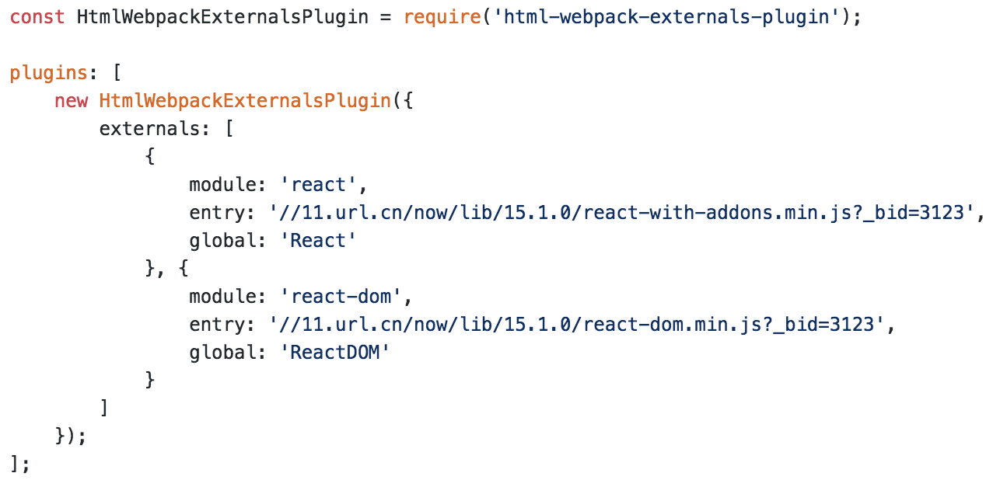 const HtmlWebpackExternalsPlugin = require('html-webpack-externals-plugin');

plugins: [
    new HtmlWebpackExternalsPlugin({
        externals: [
            {
                module: 'react',
                entry: '//11.url.cn/now/lib/15.1.0/react-with-addons.min.js?_bid=3123',
                global: 'React'
            }, {
                module: 'react-dom',
                entry: '//11.url.cn/now/lib/15.1.0/react-dom.min.js?_bid=3123',
                global: 'ReactDOM'
            }
        ]
    });
];